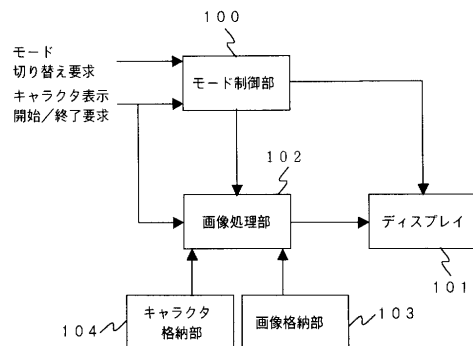 100
モード
切り替え要求
モード制御部
キャラクタ表示
開始／終了要求
102
画像処理部
ディスプレイ
101
キャラクタ
格納部
104
画像格納部
103